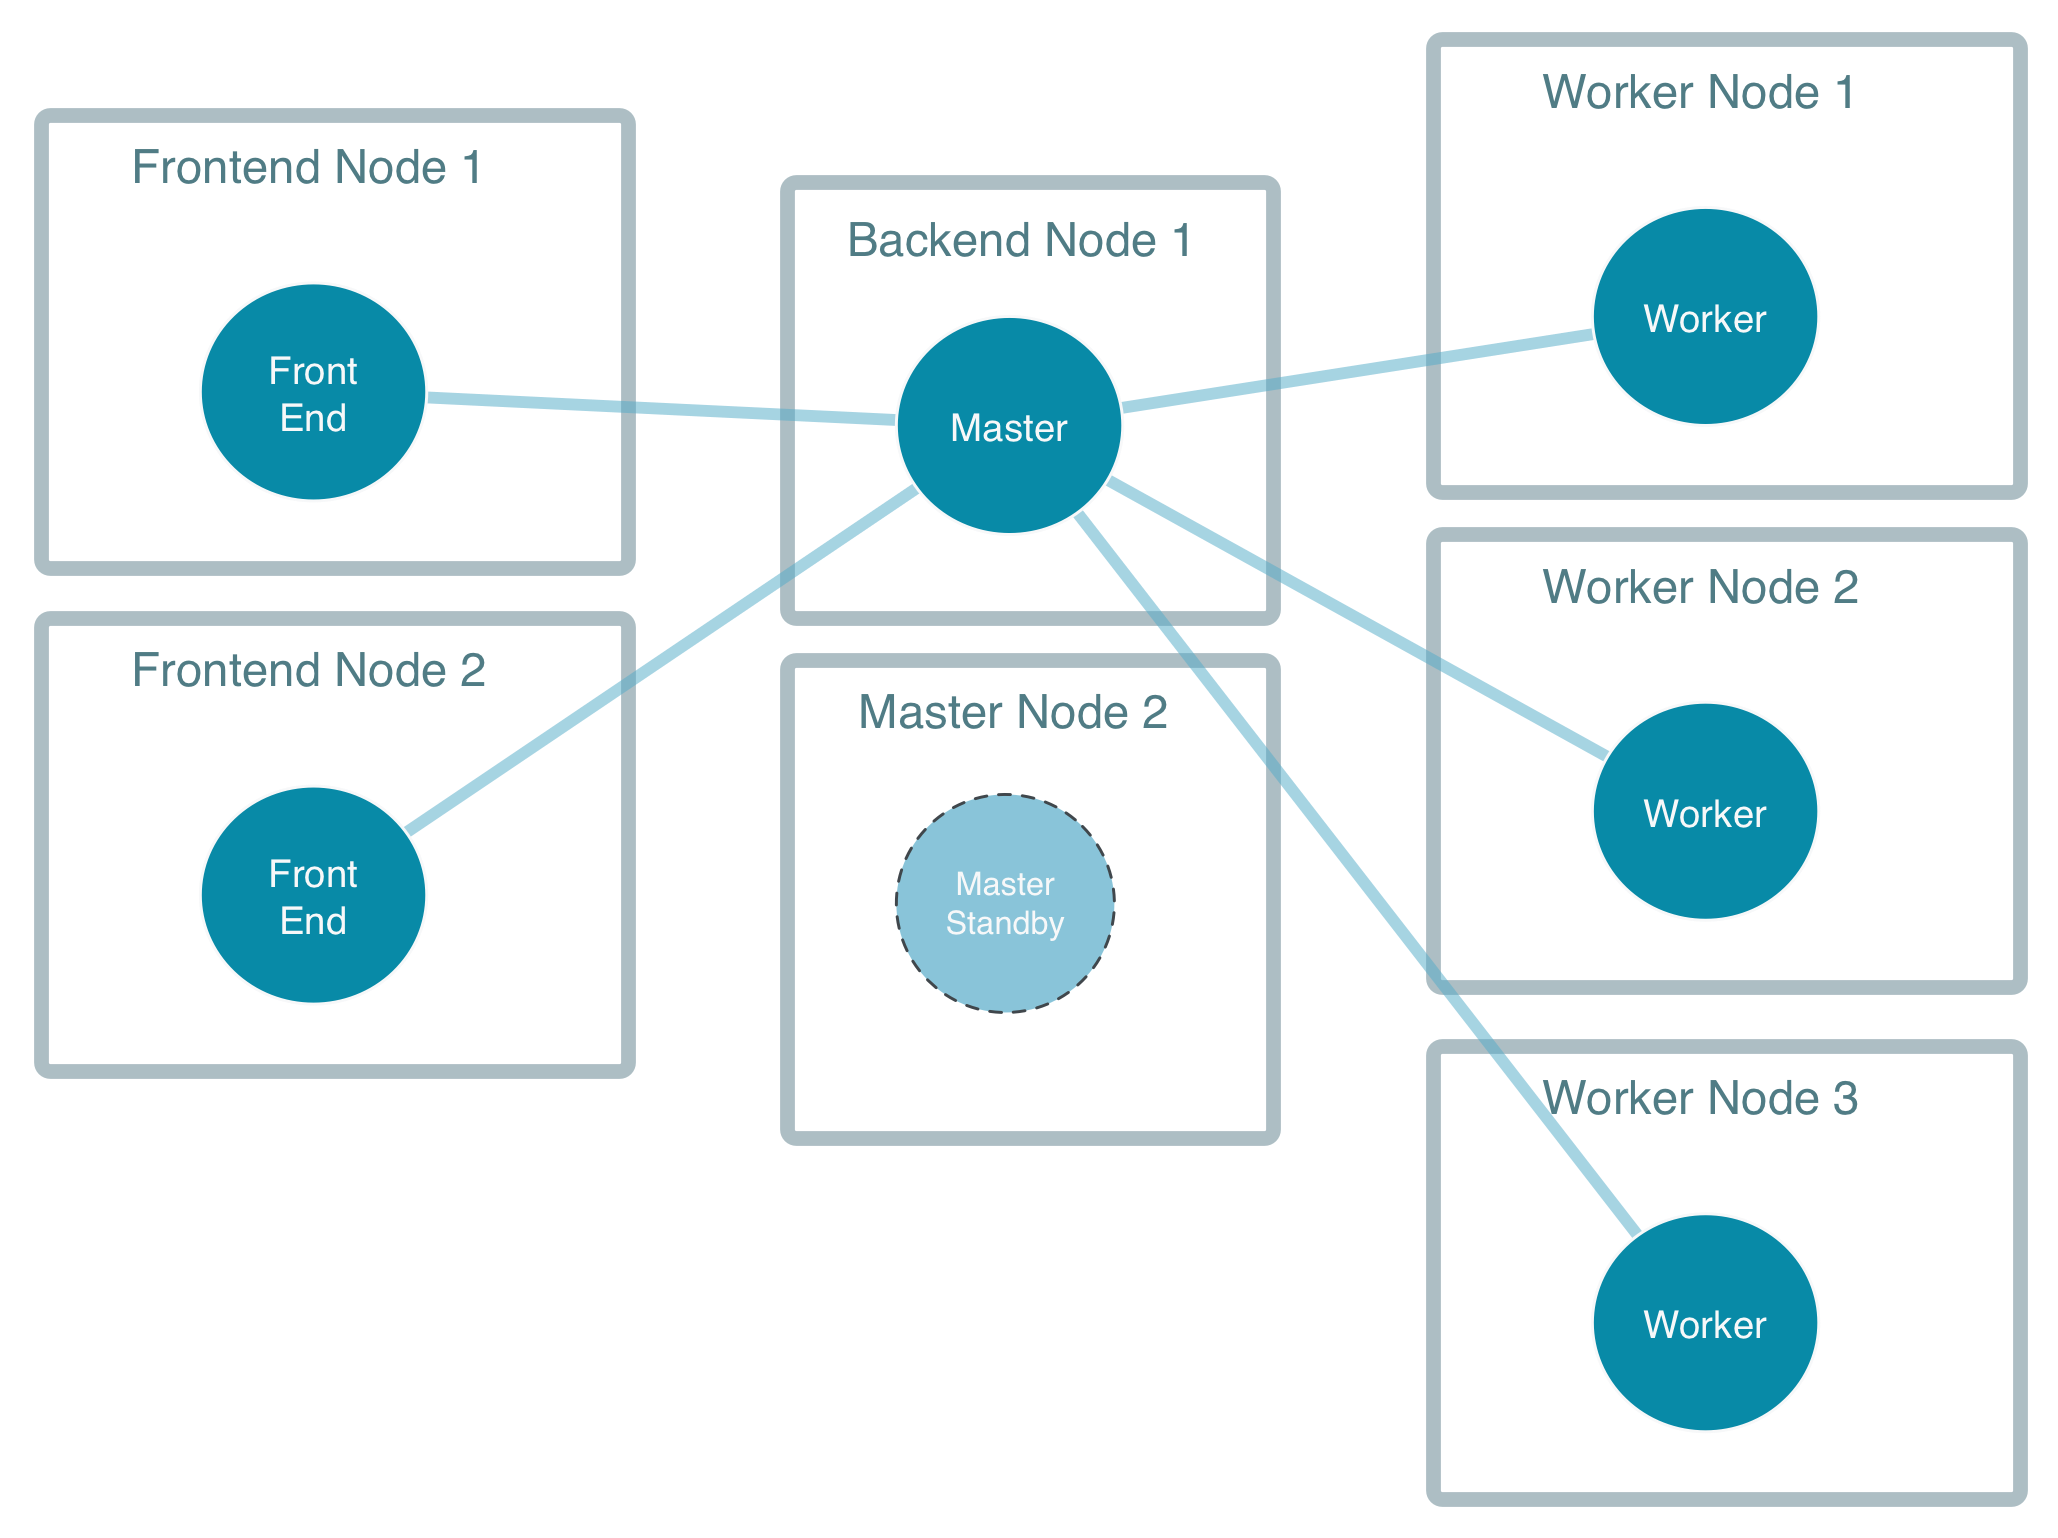 Frontend Node 1
Front
End
Frontend Node 2
Front
End
Backend Node 1
Master
Master Node 2
Master
Standby
Worker Node 1
Worker
Worker Node 2
Worker
Worker Node 3
Worker